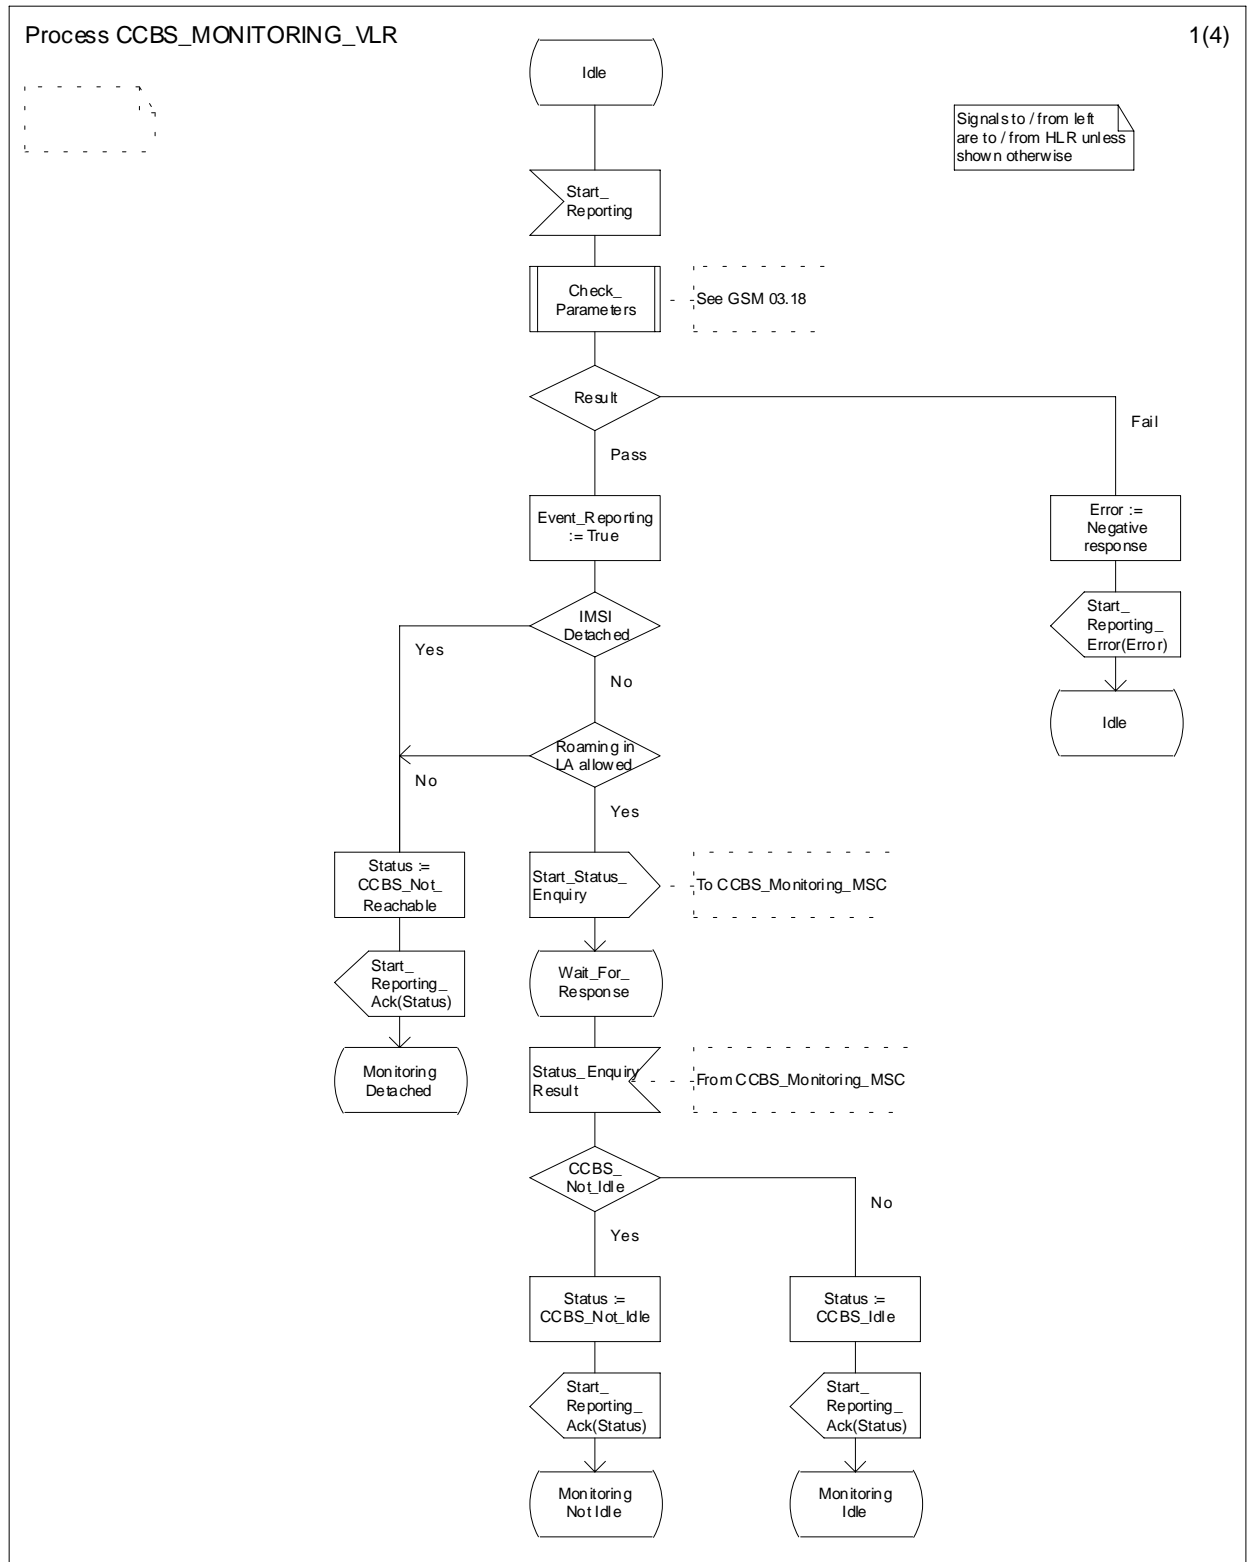 Process CCBS_MONITORING_VLR
1(4)
Idle
Signals to / from left
are to / from HLR unless
shown otherwise
Start_
Reporting
Check_
Parameters
See GSM 03.18
Result
Fail
Pass
Event_Reporting
:= True
Error :=
Negative
response
IMSI
Detached
Yes
No
Start_
Reporting_
Error(Error)
Idle
Roaming in
LA allowed
No
Yes
Status :=
CCBS_Not_
Reachable
Start_Status_
Enquiry
To CCBS_Monitoring_MSC
Start_
Reporting_
Ack(Status)
Wait_For_
Response
Monitoring
Detached
Status_Enquiry
Result
From CCBS_Monitoring_MSC
CCBS_
Not_Idle
No
Yes
Status :=
CCBS_Not_Idle
Status :=
CCBS_Idle
Start_
Reporting_
Ack(Status)
Start_
Reporting_
Ack(Status)
Monitoring
Not Idle
Monitoring
Idle